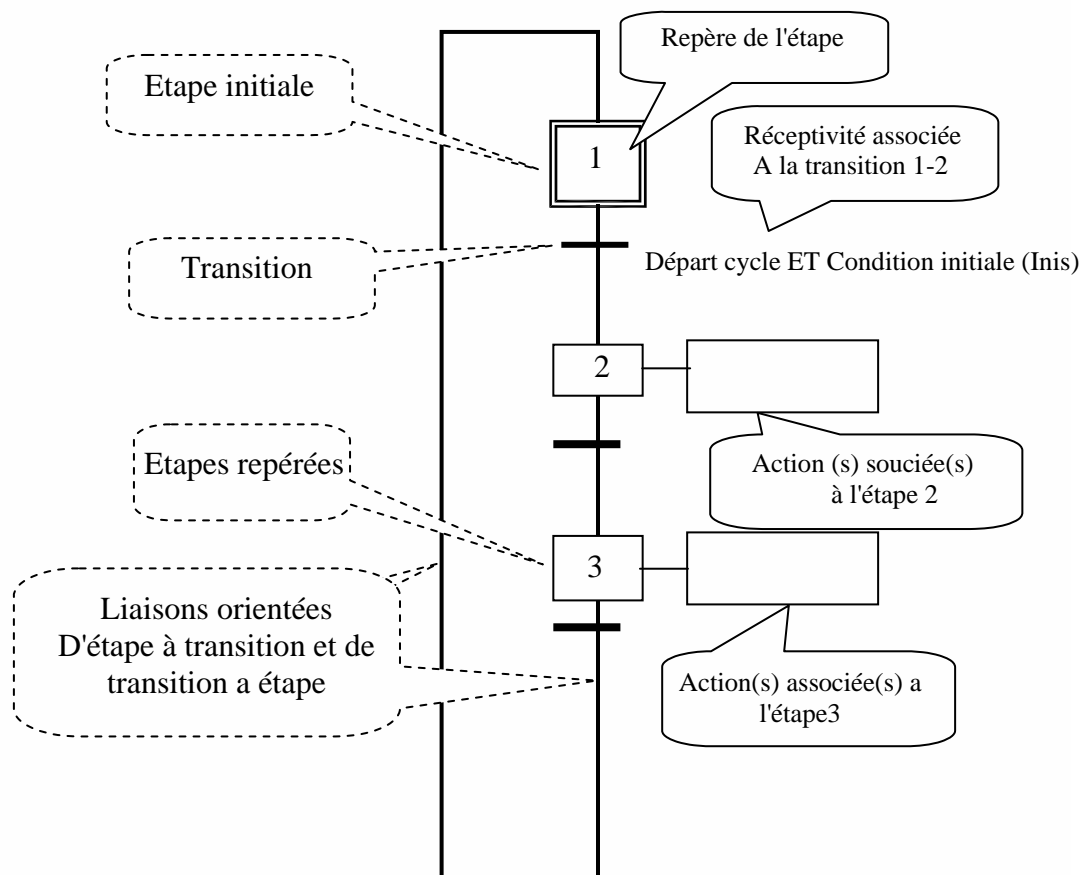 Repère de l'étape
Etape initiale
Réceptivité associée
A la transition 1-2
1
Transition
Départ cycle ET Condition initiale (Inis)
2
Etapes repérées
Action (s) souciée(s)
à l'étape 2
3
Liaisons orientées
D'étape à transition et de
transition a étape
Action(s) associée(s) a
l'étape3